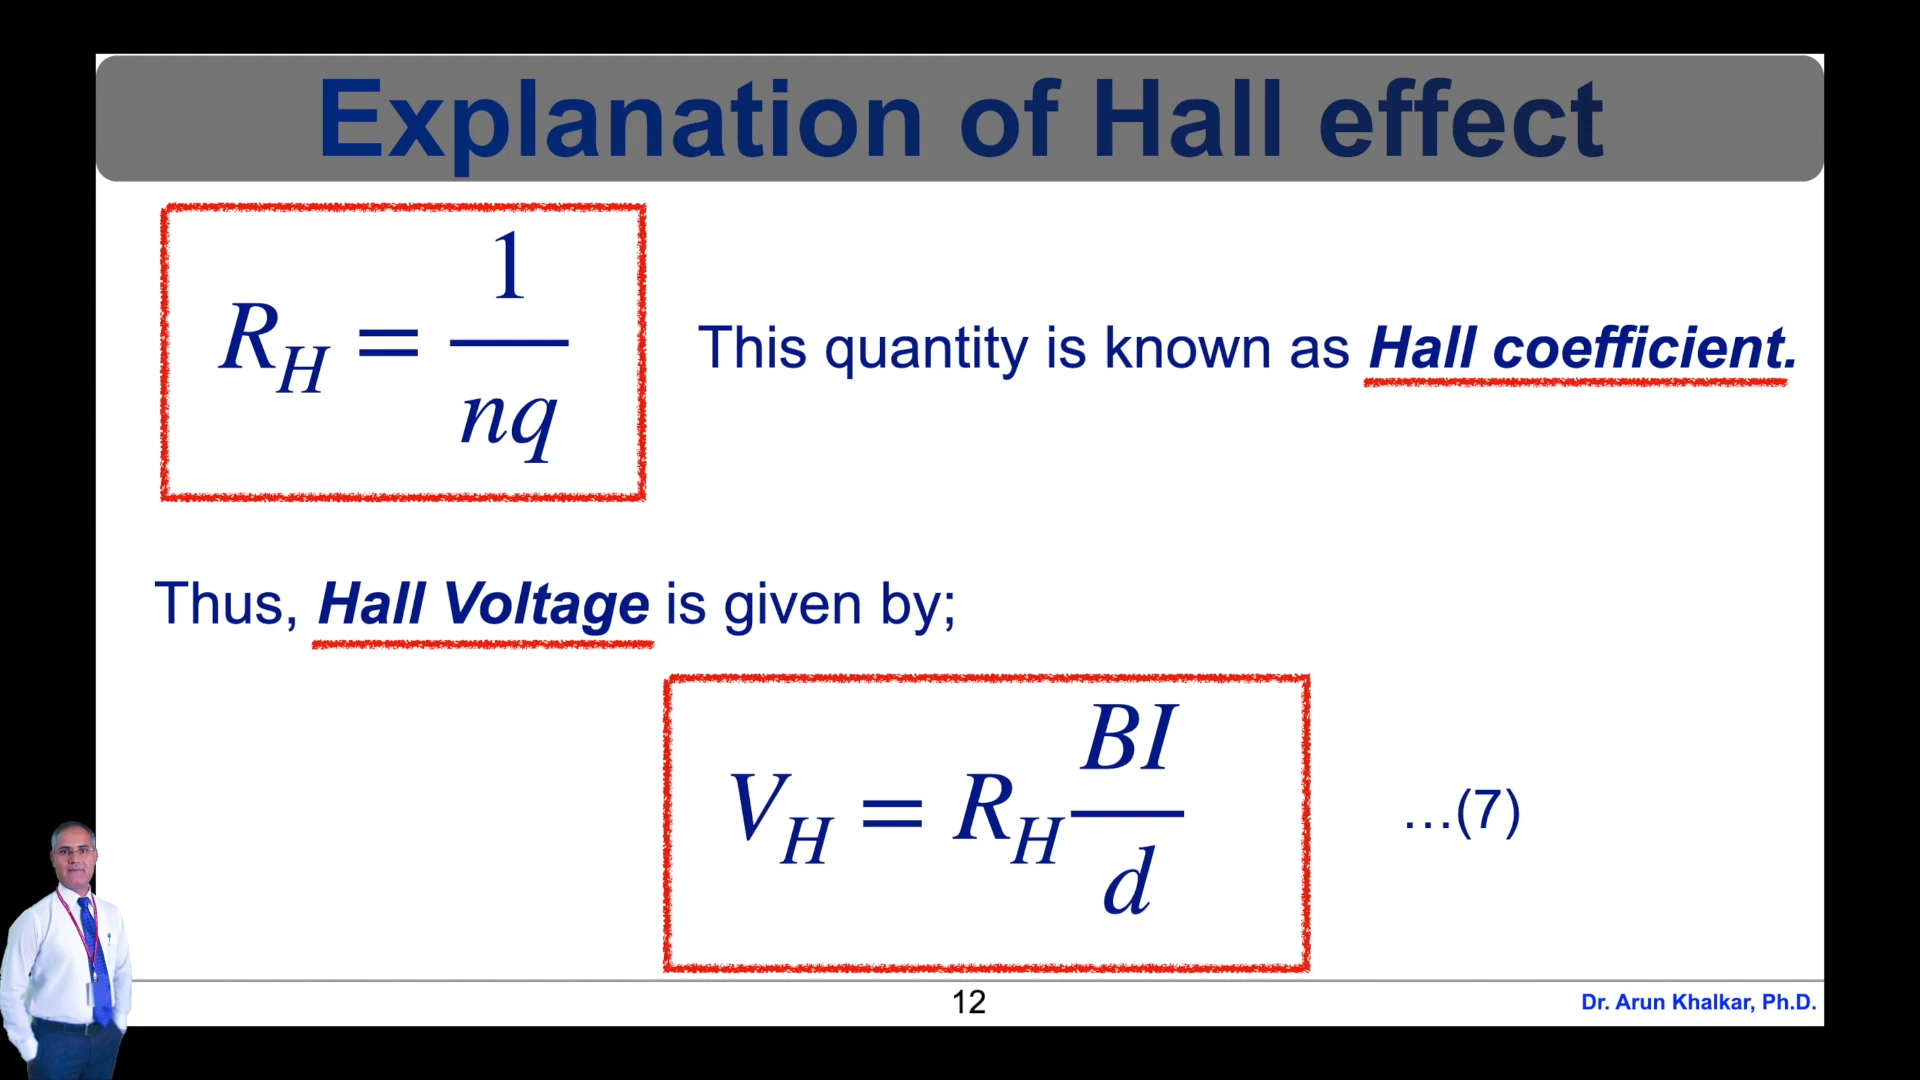 Explanation of Hall effect
R_H = 1/nq
This quantity is known as Hall coefficient.
Thus, Hall Voltage is given by;
V_H = R_H BI/d
...(7)
12
Dr. Arun Khalkar, Ph.D.